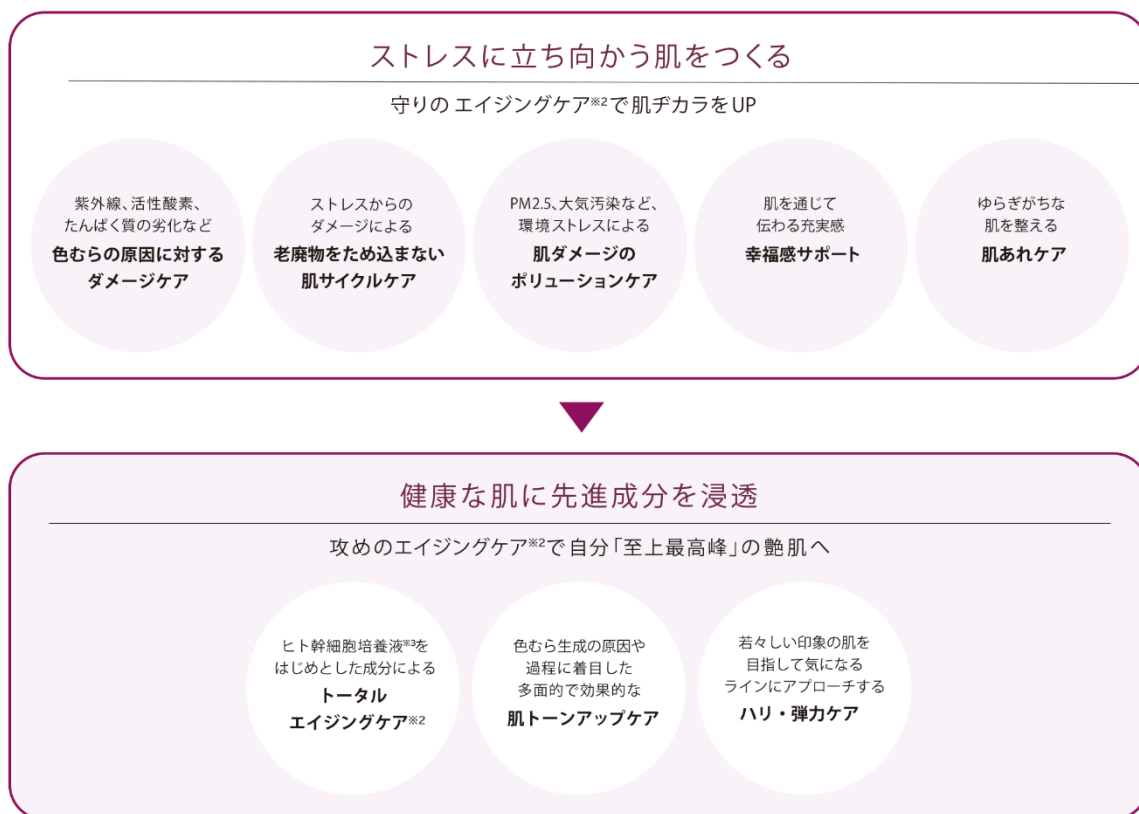 ストレスに立ち向かう肌をつくる
守りのエイジングケア※2で肌ヂカラをUP
紫外線、活性酸素、
たんぱく質の劣化など
色むらの原因に対する
ダメージケア
ストレスからの
ダメージによる
老廃物をため込まない
肌サイクルケア
PM2.5、大気汚染など、
環境ストレスによる
肌ダメージの
ポリューションケア
肌を通じて
伝わる充実感
幸福感サポート
ゆらぎがちな
肌を整える
肌あれケア
健康な肌に先進成分を浸透
攻めのエイジングケア※2で自分「至上最高峰」の艶肌へ
ヒト幹細胞培養液※3を
はじめとした成分による
トータル
エイジングケア※2
色むら生成の原因や
過程に着目した
多面的で効果的な
肌トーンアップケア
若々しい印象の肌を
目指して気になる
ラインにアプローチする
ハリ・弾力ケア